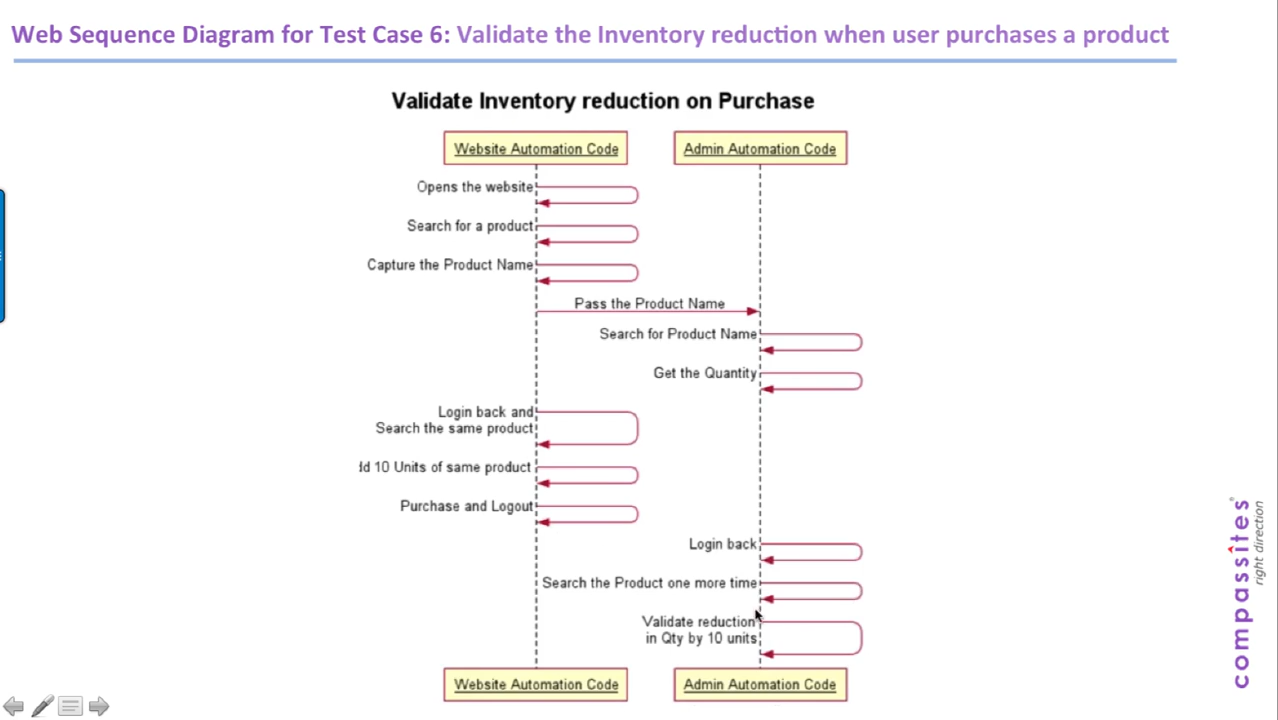 Web Sequence Diagram for Test Case 6: Validate the Inventory reduction when user purchases a product
Validate Inventory reduction on Purchase
Website Automation Code
Admin Automation Code
Opens the website
Search for a product
Capture the Product Name
Pass the Product Name
Search for Product Name
Get the Quantity
Login back and
Search the same product
dd 10 Units of same product
Purchase and Logout
Login back
Search the Product one more time
Validate reduction
in Qty by 10 units
Website Automation Code
Admin Automation Code
compassites
right direction